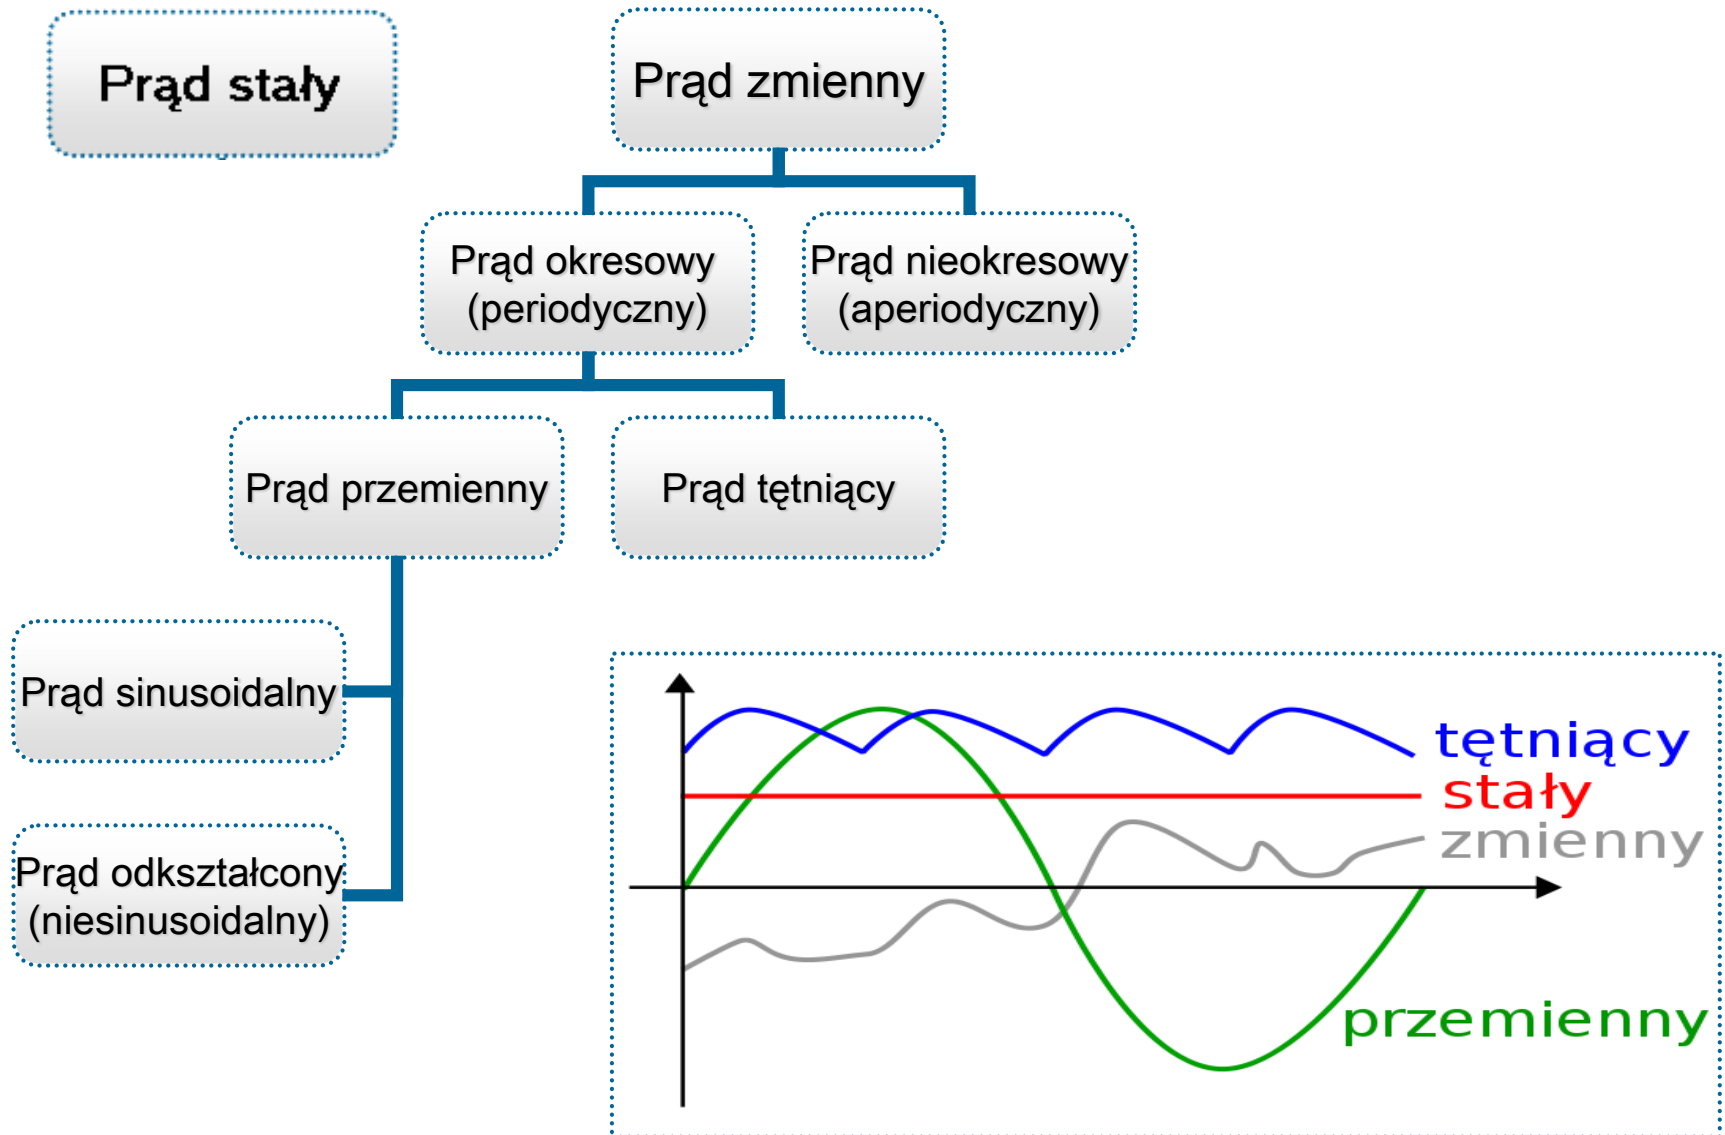 Prąd stały
Prąd zmienny
Prąd okresowy
(periodyczny)
Prąd nieokresowy
(aperiodyczny)
Prąd przemienny
Prąd tętniący
Prąd sinusoidalny
Prąd odkształcony
(niesinusoidalny)
tętniący
stały
zmienny
przemienny